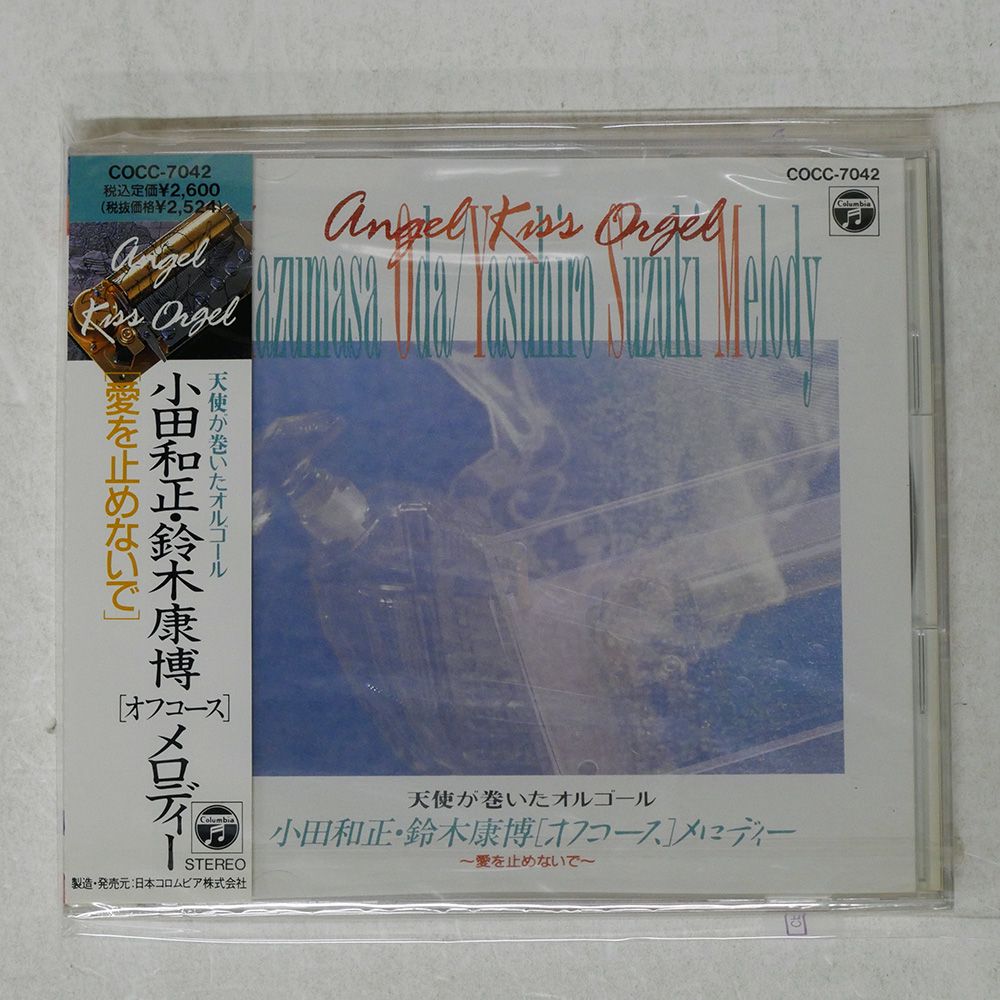 COCC-7042
税込定価¥2,600
(税抜価格¥2,524)
Angel
Kiss Orgel
天使が巻いたオルゴール
小田和正・鈴木康博
[オフコース]
メロディー
[愛を止めないで]
Columbia
STEREO
製造・発売元:日本コロムビア株式会社
COCC-7042
Columbia
Angel Kiss Orgel
azumasa Oda/Yasuhiro Suzuki Melody
天使が巻いたオルゴール
小田和正・鈴木康博[オフコース]メロディー
~愛を止めないで~